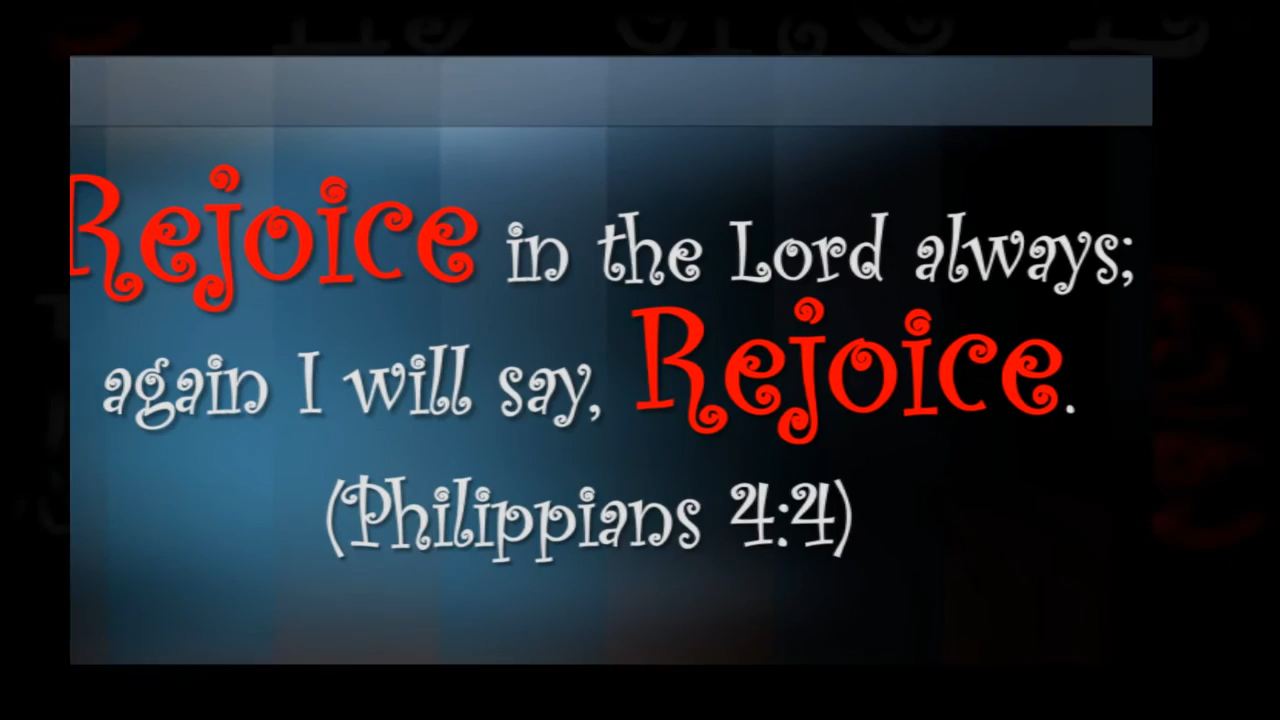 Rejoice in the Lord always;
again I will say, Rejoice.
(Philippians 4:4)